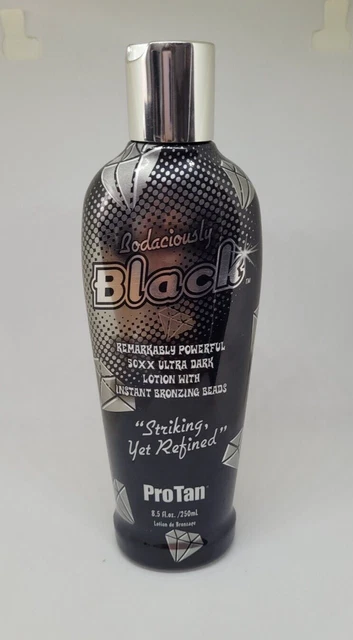 Bodaciously
Black™
REMARKABLY POWERFUL
50XX ULTRA DARK
LOTION WITH
INSTANT BRONZING BEADS
"Striking,
Yet Refined"
ProTan
8.5 fl.oz. /250mL
Lotion de Bronzage